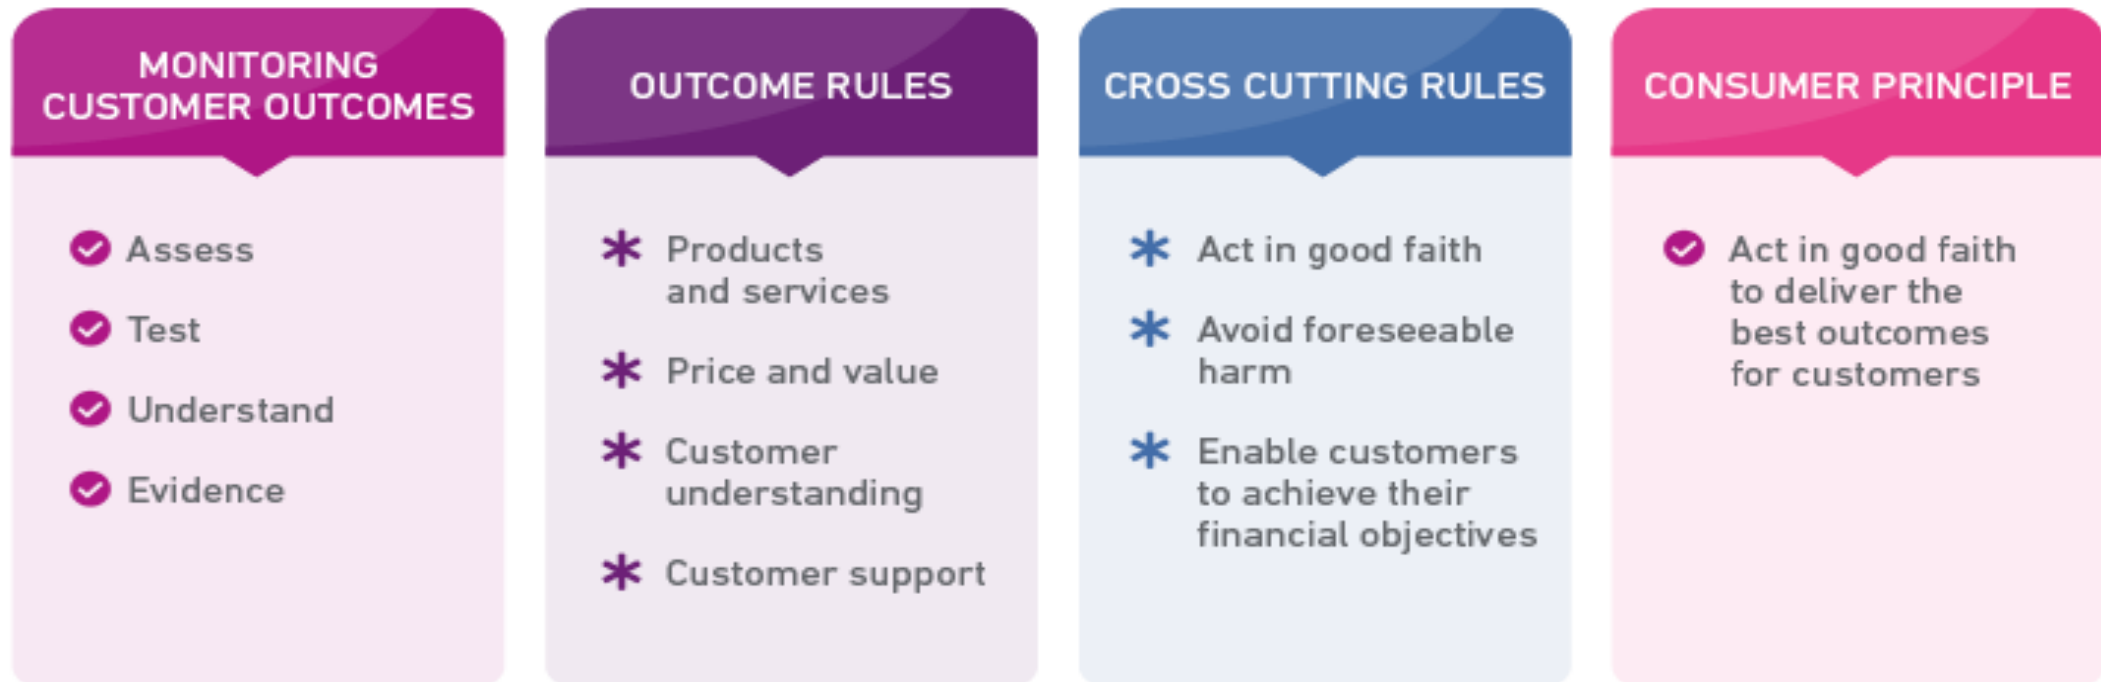 MONITORING
CUSTOMER OUTCOMES
Assess
Test
Understand
Evidence
OUTCOME RULES
Products
and services
Price and value
Customer
understanding
Customer support
CROSS CUTTING RULES
Act in good faith
Avoid foreseeable
harm
Enable customers
to achieve their
financial objectives
CONSUMER PRINCIPLE
Act in good faith
to deliver the
best outcomes
for customers